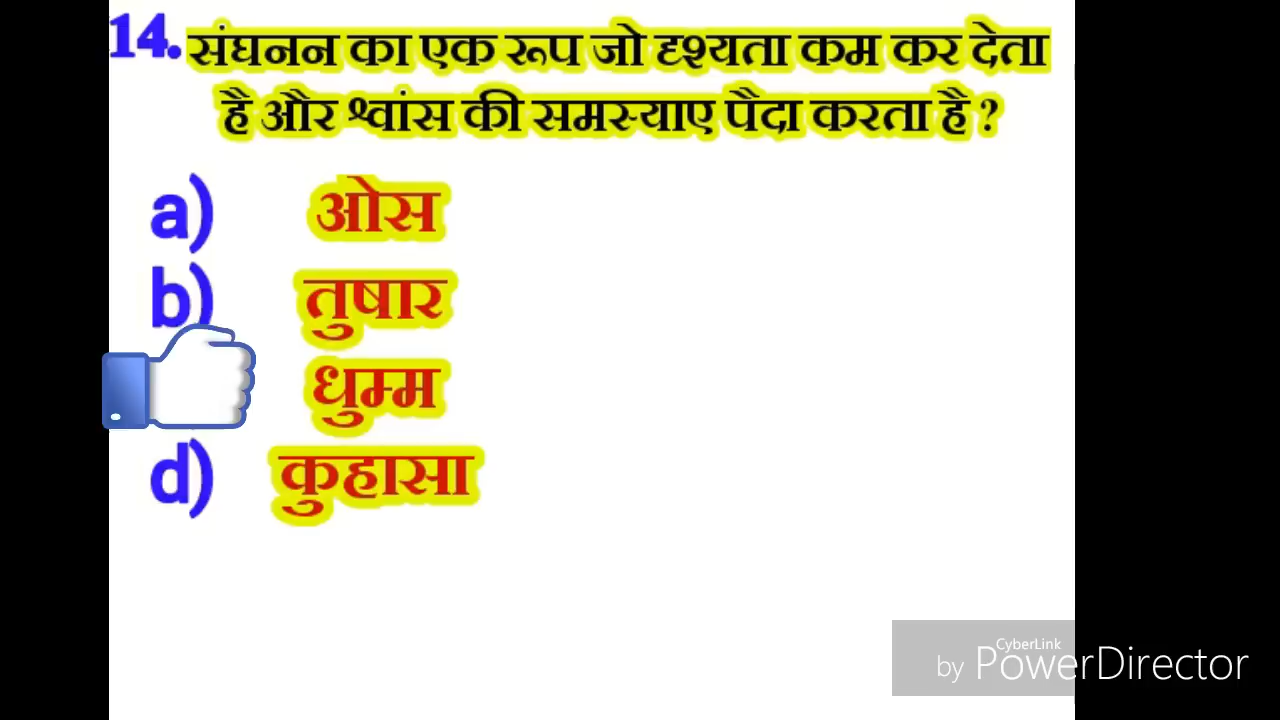 14. संघनन का एक रूप जो दृश्यता कम कर देता
है और श्वांस की समस्याए पैदा करता है ?
a) ओस
b) तुषार
धुम्म
d) कुहासा
CyberLink
by PowerDirector